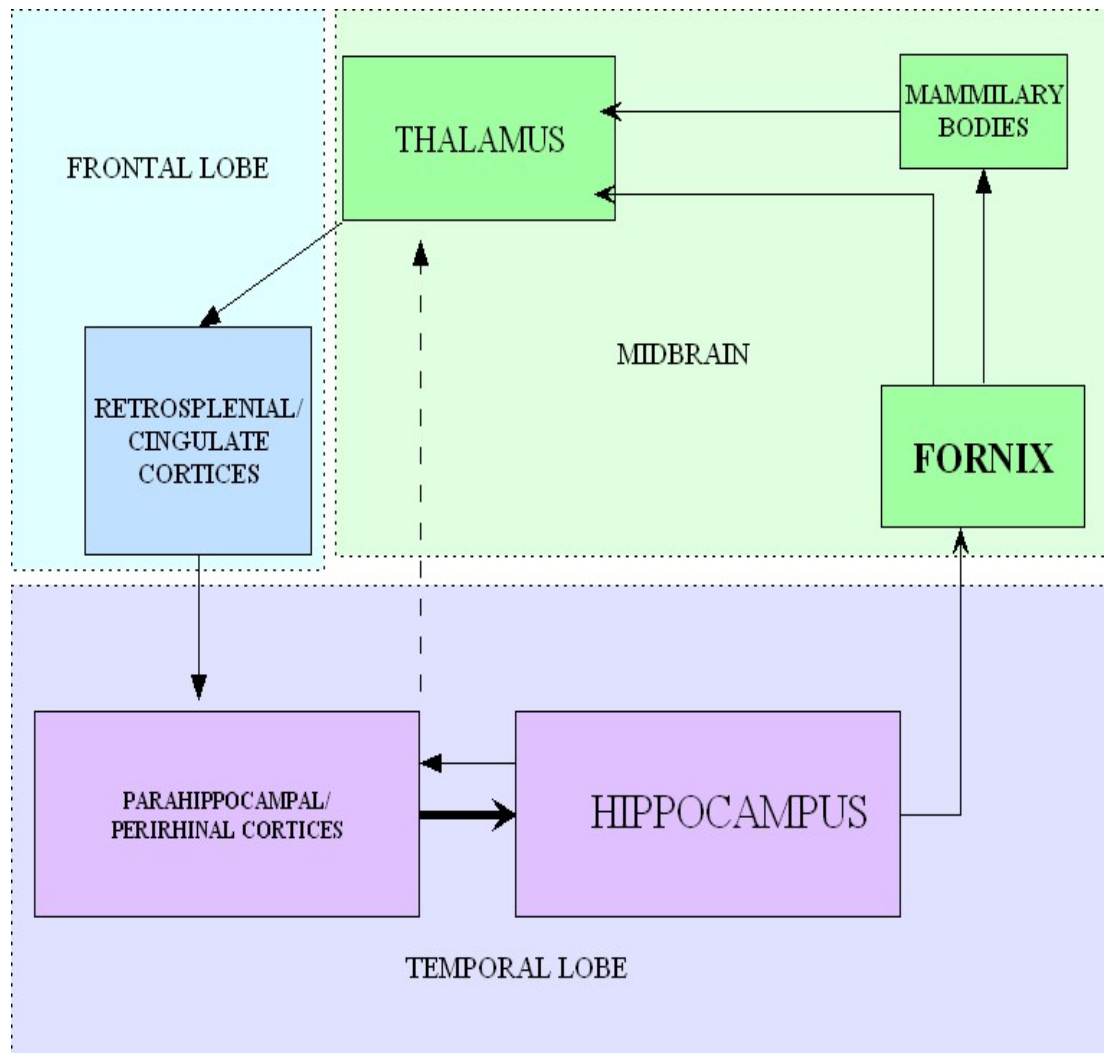 THALAMUS
MAMMILARY
BODIES
FRONTAL LOBE
MIDBRAIN
RETROSPLENIAL/
CINGULATE
CORTICES
FORNIX
PARAHIPPOCAMPAL/
PERIRHINAL CORTICES
HIPPOCAMPUS
TEMPORAL LOBE